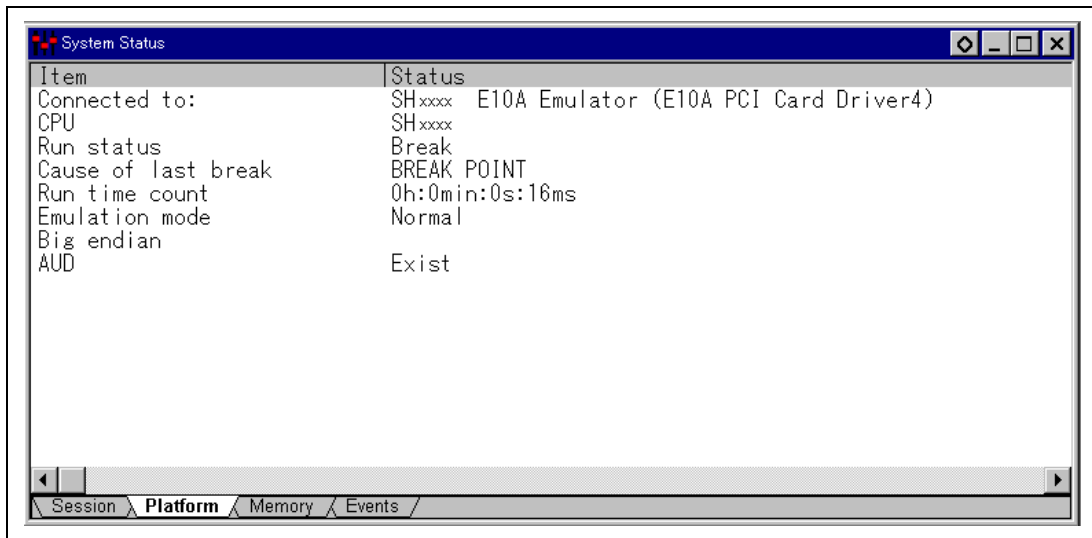 System Status
Item Status
Connected to: SHxxxx E10A Emulator (E10A PCI Card Driver4)
CPU SHxxxx
Run status Break
Cause of last break BREAK POINT
Run time count 0h:0min:0s:16ms
Emulation mode Normal
Big endian
AUD Exist
Session Platform Memory Events